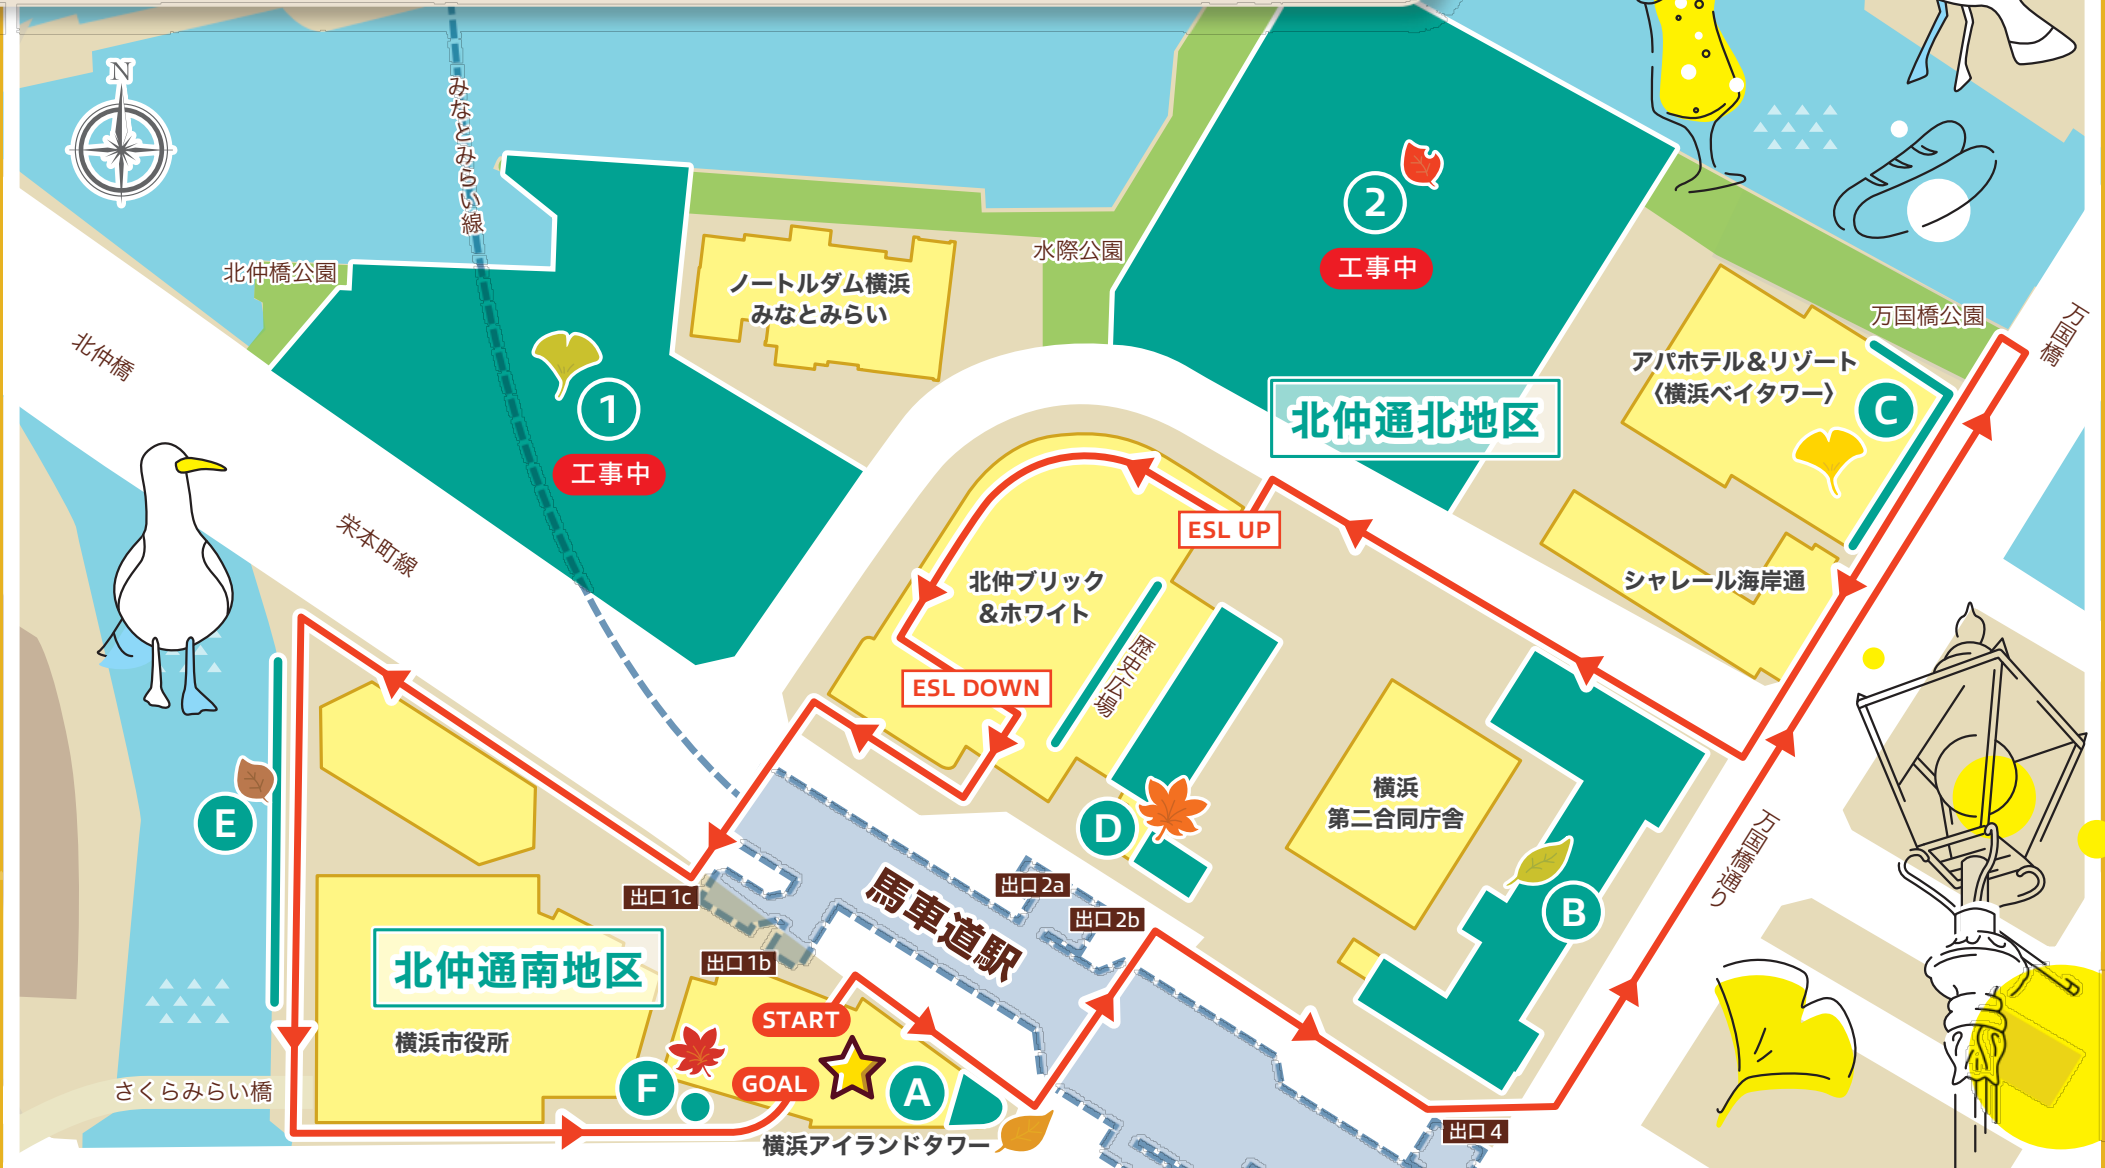 N
みなとみらい線
北仲橋公園
北仲橋
栄本町線
1
工事中
ノートルダム横浜
みなとみらい
水際公園
2
工事中
北仲通北地区
万国橋公園
万国橋
アパホテル&リゾート
〈横浜ベイタワー〉
C
シャレール海岸通
ESL UP
北仲ブリック
&ホワイト
ESL DOWN
歴史広場
横浜
第二合同庁舎
D
B
万国橋通り
E
出口1c
出口1b
馬車道駅
出口2a
出口2b
北仲通南地区
横浜市役所
START
GOAL
F
A
さくらみらい橋
横浜アイランドタワー
出口4